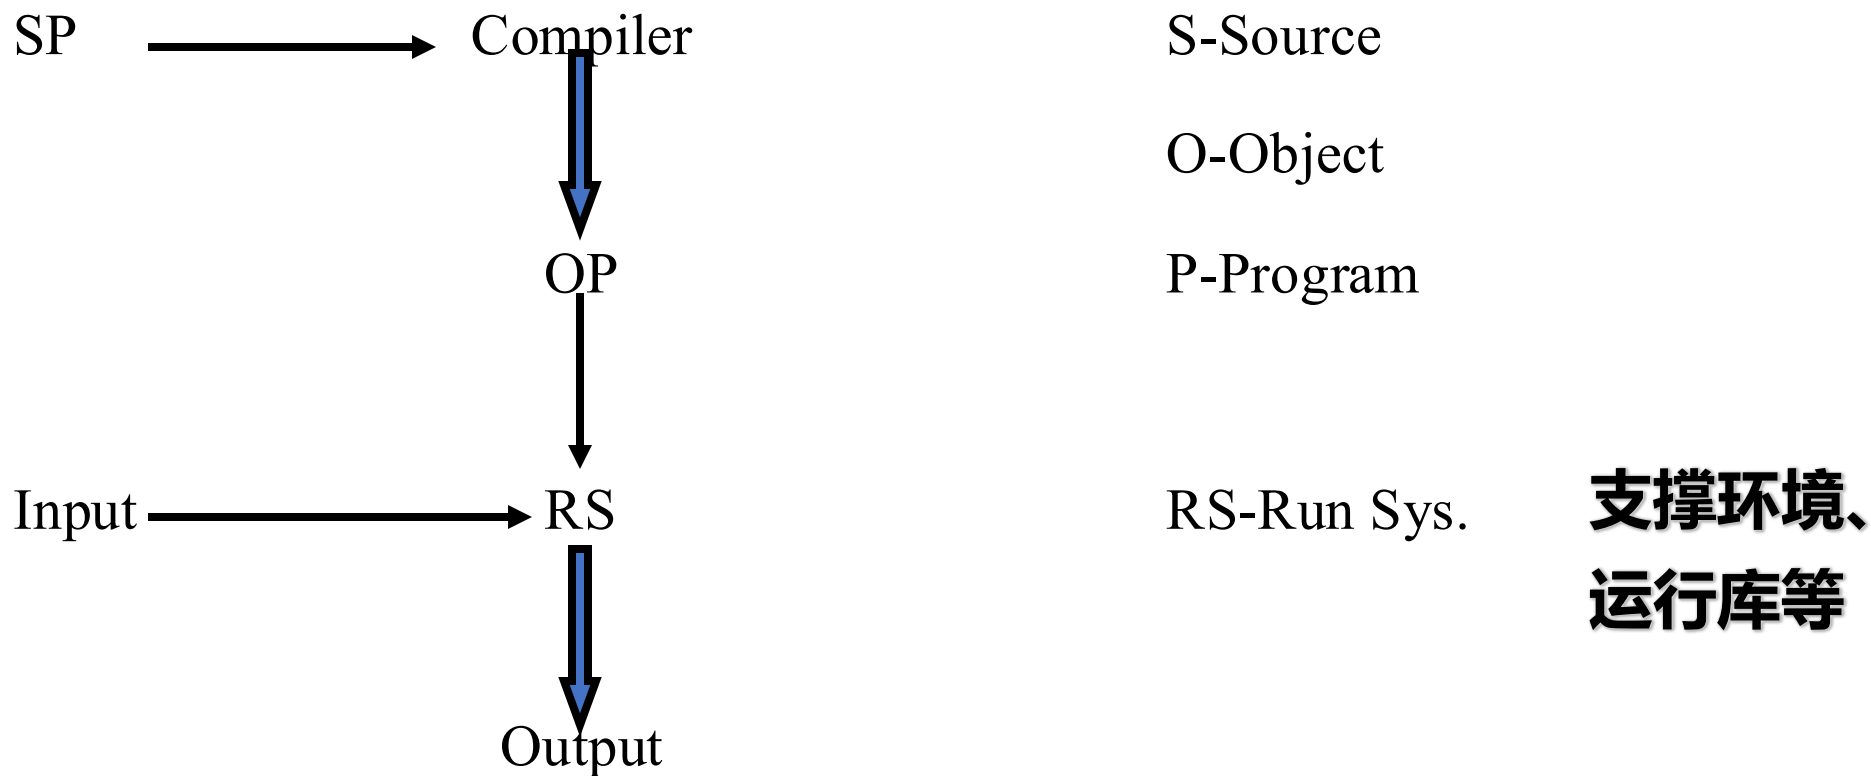 SP Compiler S-Source
O-Object
OP P-Program
Input RS RS-Run Sys. 支撑环境、
运行库等
Output